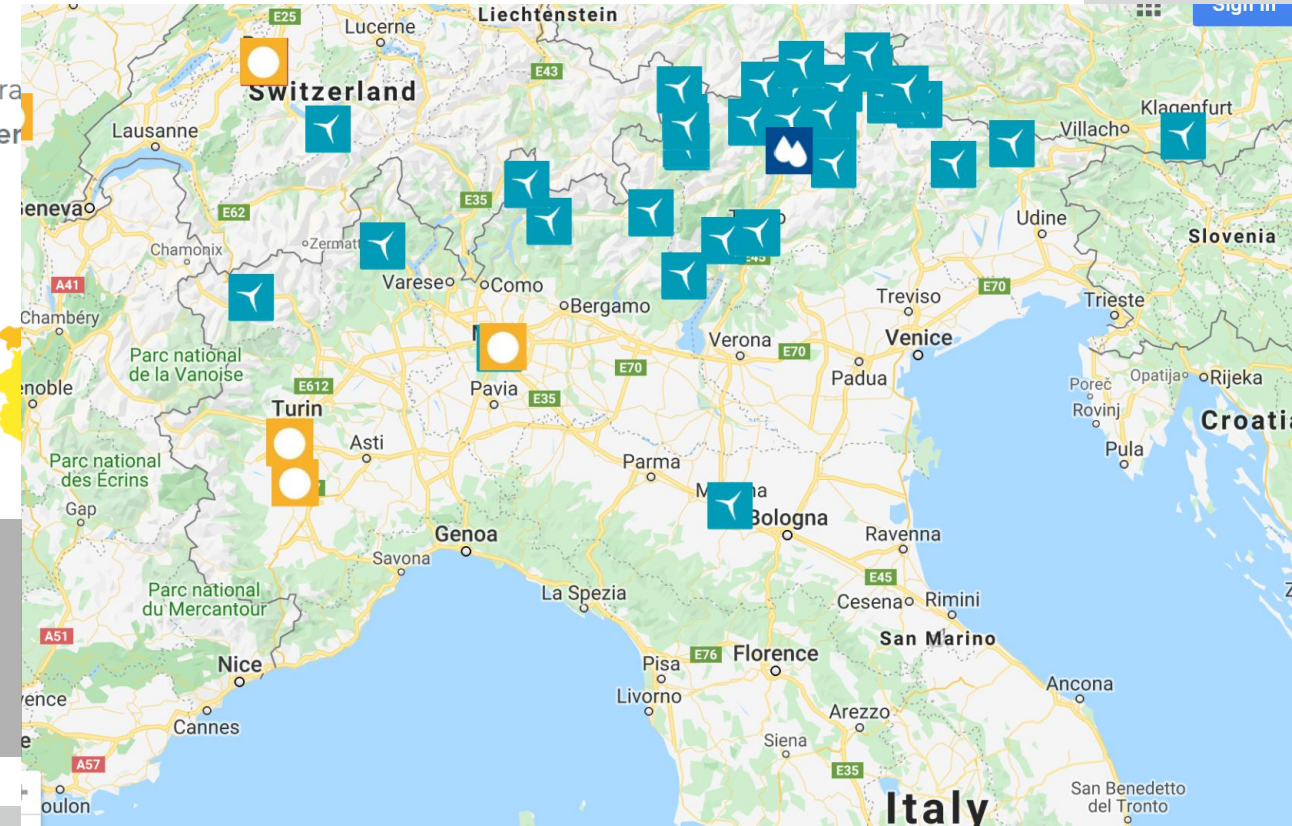 E25
Liechtenstein
Sign in
Lucerne
E43
Switzerland
Klagenfurt
Lausanne
Villach
E35
E62
Udine
Slovenia
Chamonix
Zermatt
E45
A41
Varese
Como
E70
Treviso
Trieste
Bergamo
Chambéry
Venice
Verona
E70
Parc national
de la Vanoise
E70
Padua
Opatija
Rijeka
Poreč
E612
Pavia
E35
Rovinj
Turin
Asti
Pula
Parc national
des Écrins
Parma
Gap
Bologna
Genoa
Ravenna
Savona
E45
Parc national
du Mercantour
La Spezia
Cesena
Rimini
A51
San Marino
Nice
Pisa
E76
Florence
Livorno
Ancona
Cannes
Arezzo
Siena
A57
E35
San Benedetto
del Tronto
Italy